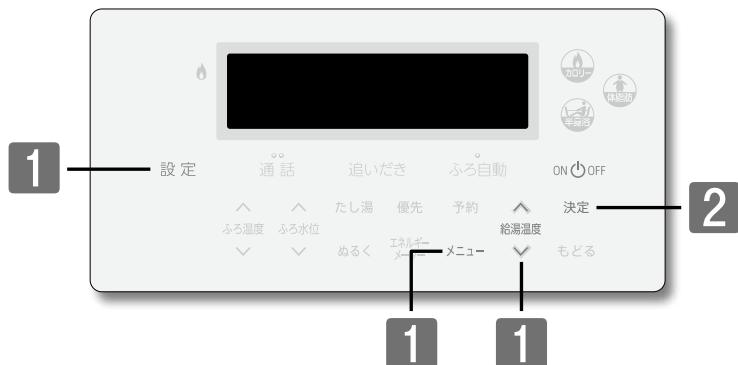 カロリー
体脂肪
半身浴
1
設定
通話
追いだき
ふろ自動
ON OFF
たし湯
優先
予約
決定
2
ふろ温度
ふろ水位
給湯温度
ぬるく
エネルギー
メーター
メニュー
もどる
1
1